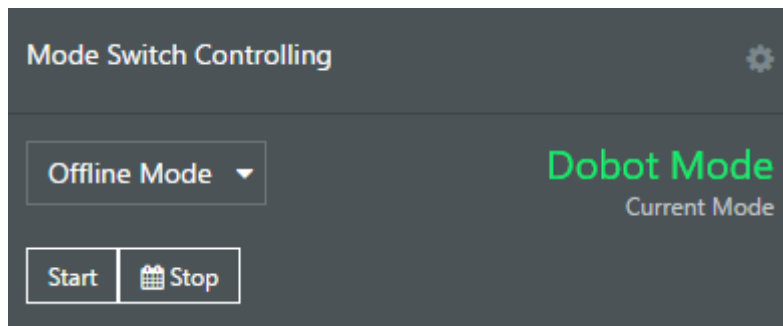 Mode Switch Controlling
Offline Mode
Dobot Mode
Current Mode
Start Stop